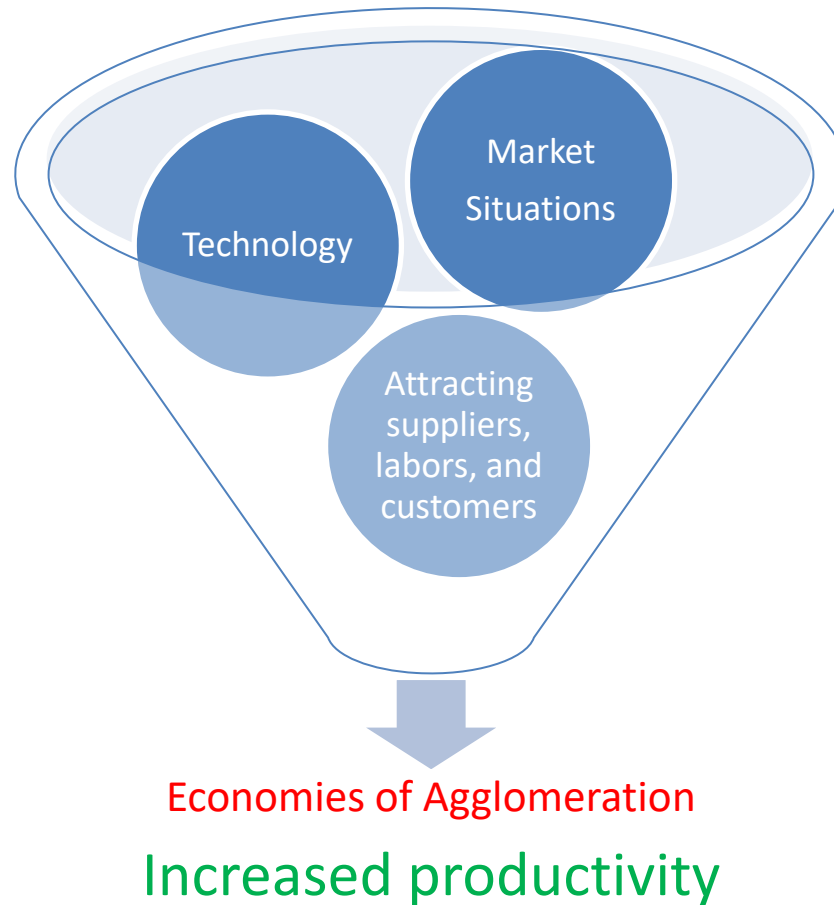 Market
Situations
Technology
Attracting
suppliers,
labors, and
customers
Economies of Agglomeration
Increased productivity